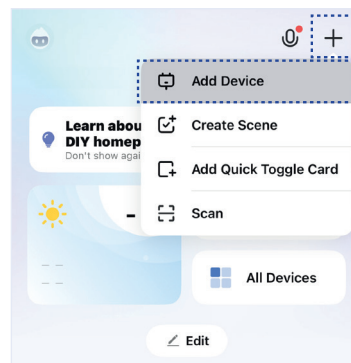 Add Device
Learn abou
DIY homep
Don't show agai
Create Scene
Add Quick Toggle Card
Scan
-
– –
– –
All Devices
Edit